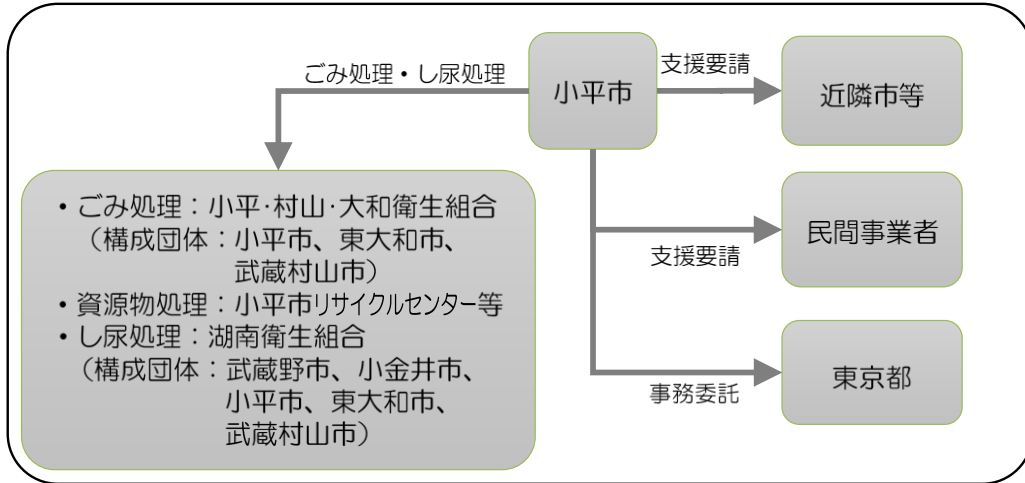 ごみ処理・し尿処理
小平市
支援要請
近隣市等
・ごみ処理：小平･村山･大和衛生組合
（構成団体：小平市、東大和市、
武蔵村山市）
・資源物処理：小平市リサイクルセンター等
・し尿処理：湖南衛生組合
（構成団体：武蔵野市、小金井市、
小平市、東大和市、
武蔵村山市）
支援要請
民間事業者
事務委託
東京都